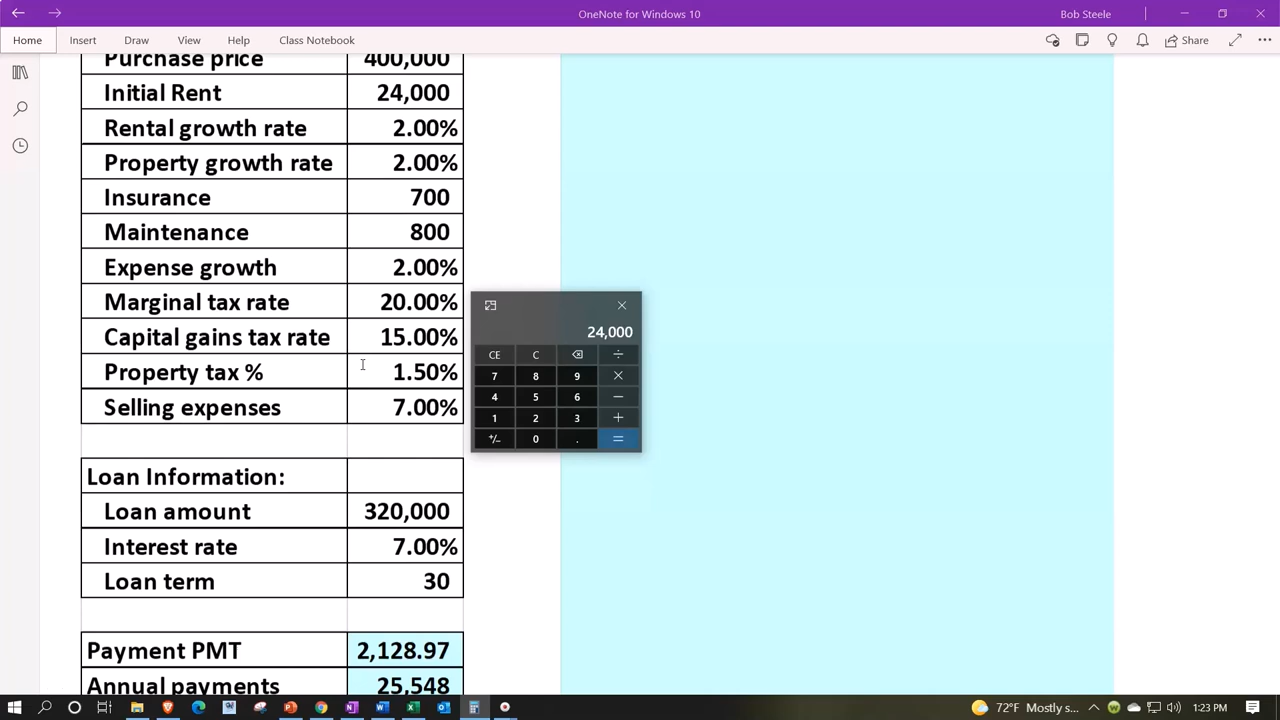 OneNote for Windows 10
Bob Steele
Home Insert Draw View Help Class Notebook
Share
Purchase price 400,000
Initial Rent 24,000
Rental growth rate 2.00%
Property growth rate 2.00%
Insurance 700
Maintenance 800
Expense growth 2.00%
Marginal tax rate 20.00%
Capital gains tax rate 15.00%
Property tax % 1.50%
Selling expenses 7.00%
24,000
CE C ⌫ ÷
7 8 9 ×
4 5 6 −
1 2 3 +
+/− 0 . =
Loan Information:
Loan amount 320,000
Interest rate 7.00%
Loan term 30
Payment PMT 2,128.97
Annual payments 25,548
72°F Mostly s...
1:23 PM